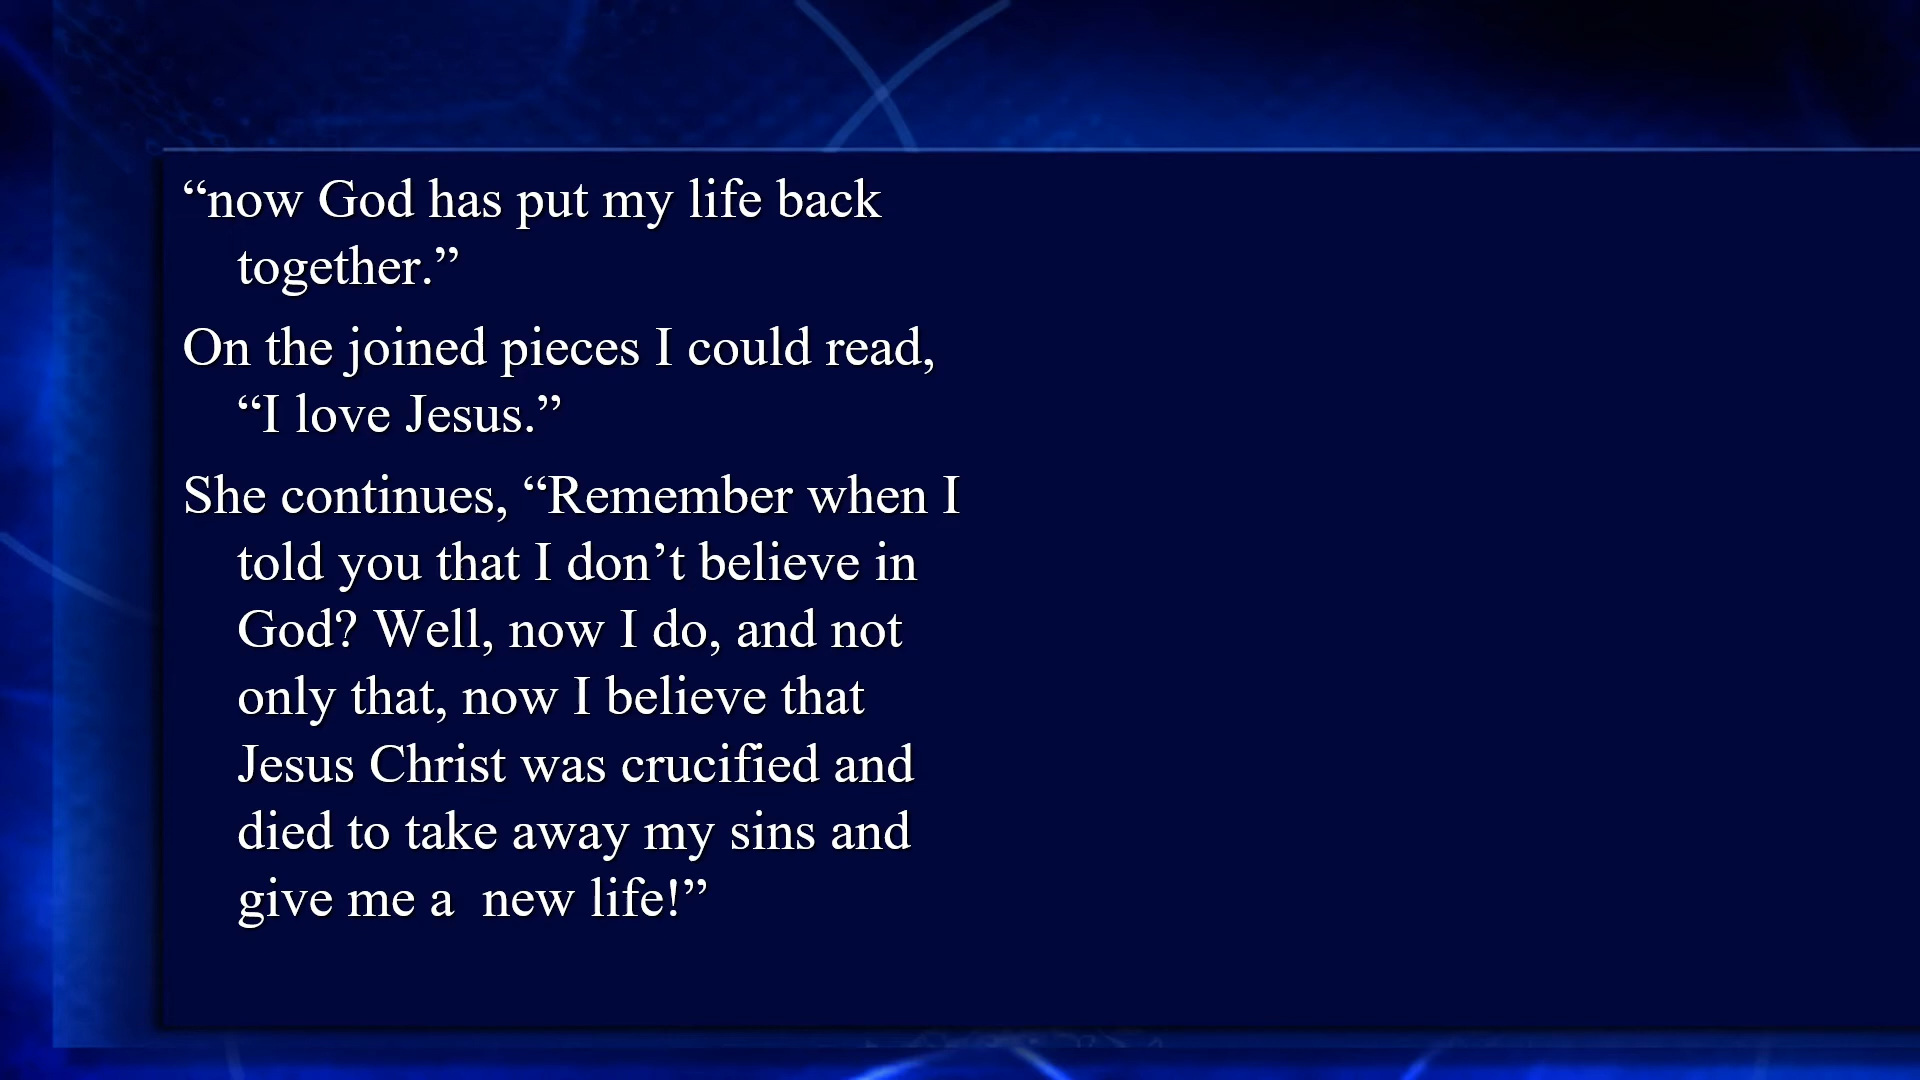 “now God has put my life back
together.”
On the joined pieces I could read,
“I love Jesus.”
She continues, “Remember when I
told you that I don’t believe in
God? Well, now I do, and not
only that, now I believe that
Jesus Christ was crucified and
died to take away my sins and
give me a  new life!”